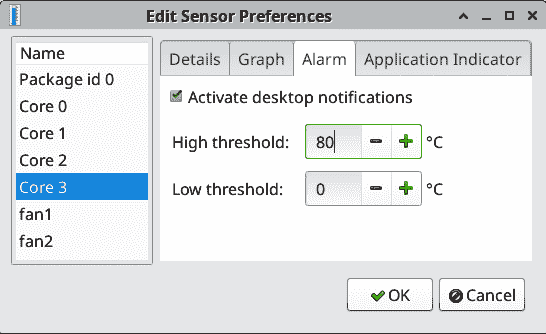 Edit Sensor Preferences
Name
Package id 0
Core 0
Core 1
Core 2
Core 3
fan1
fan2
Details Graph Alarm Application Indicator
Activate desktop notifications
High threshold: 80 °C
Low threshold: 0 °C
OK Cancel